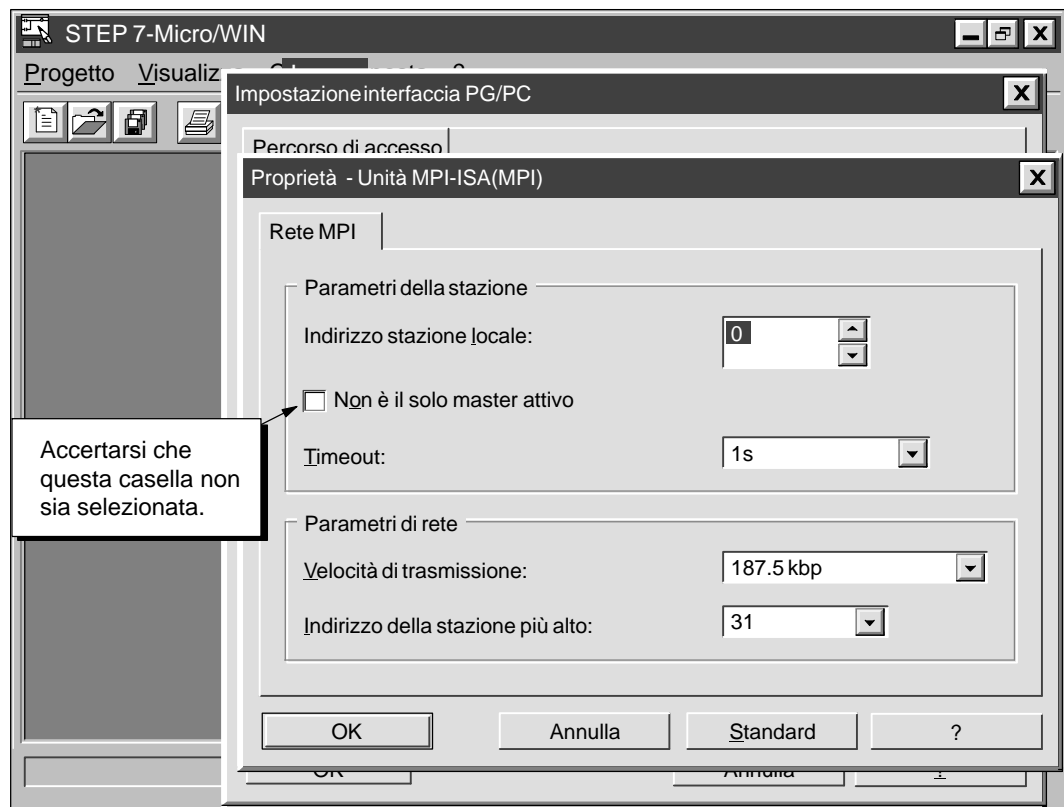 STEP 7-Micro/WIN
Progetto Visualizza
Impostazione interfaccia PG/PC
Percorso di accesso
Proprietà - Unità MPI-ISA(MPI)
Rete MPI
Parametri della stazione
Indirizzo stazione locale:
0
Non è il solo master attivo
Accertarsi che
questa casella non
sia selezionata.
Timeout:
1s
Parametri di rete
Velocità di trasmissione:
187.5 kbp
Indirizzo della stazione più alto:
31
OK Annulla Standard ?
OK Annulla ?